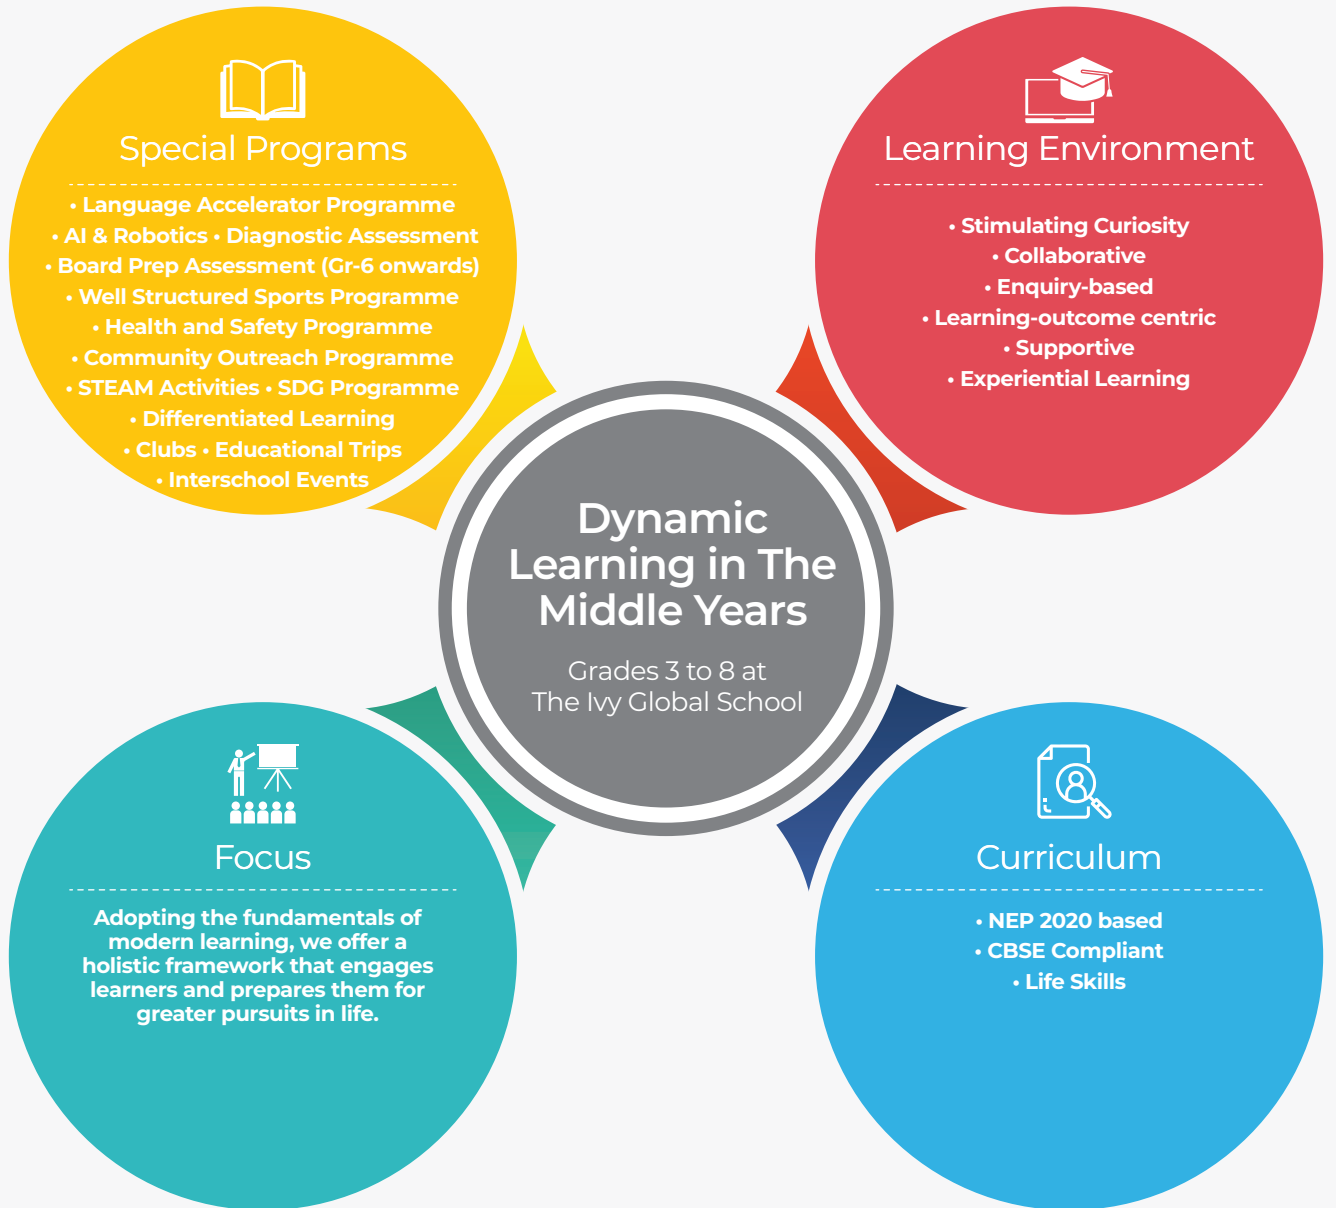 Special Programs
• Language Accelerator Programme
• AI & Robotics • Diagnostic Assessment
• Board Prep Assessment (Gr-6 onwards)
• Well Structured Sports Programme
• Health and Safety Programme
• Community Outreach Programme
• STEAM Activities • SDG Programme
• Differentiated Learning
• Clubs • Educational Trips
• Interschool Events
Learning Environment
• Stimulating Curiosity
• Collaborative
• Enquiry-based
• Learning-outcome centric
• Supportive
• Experiential Learning
Dynamic
Learning in The
Middle Years
Grades 3 to 8 at
The Ivy Global School
Focus
Adopting the fundamentals of
modern learning, we offer a
holistic framework that engages
learners and prepares them for
greater pursuits in life.
Curriculum
• NEP 2020 based
• CBSE Compliant
• Life Skills